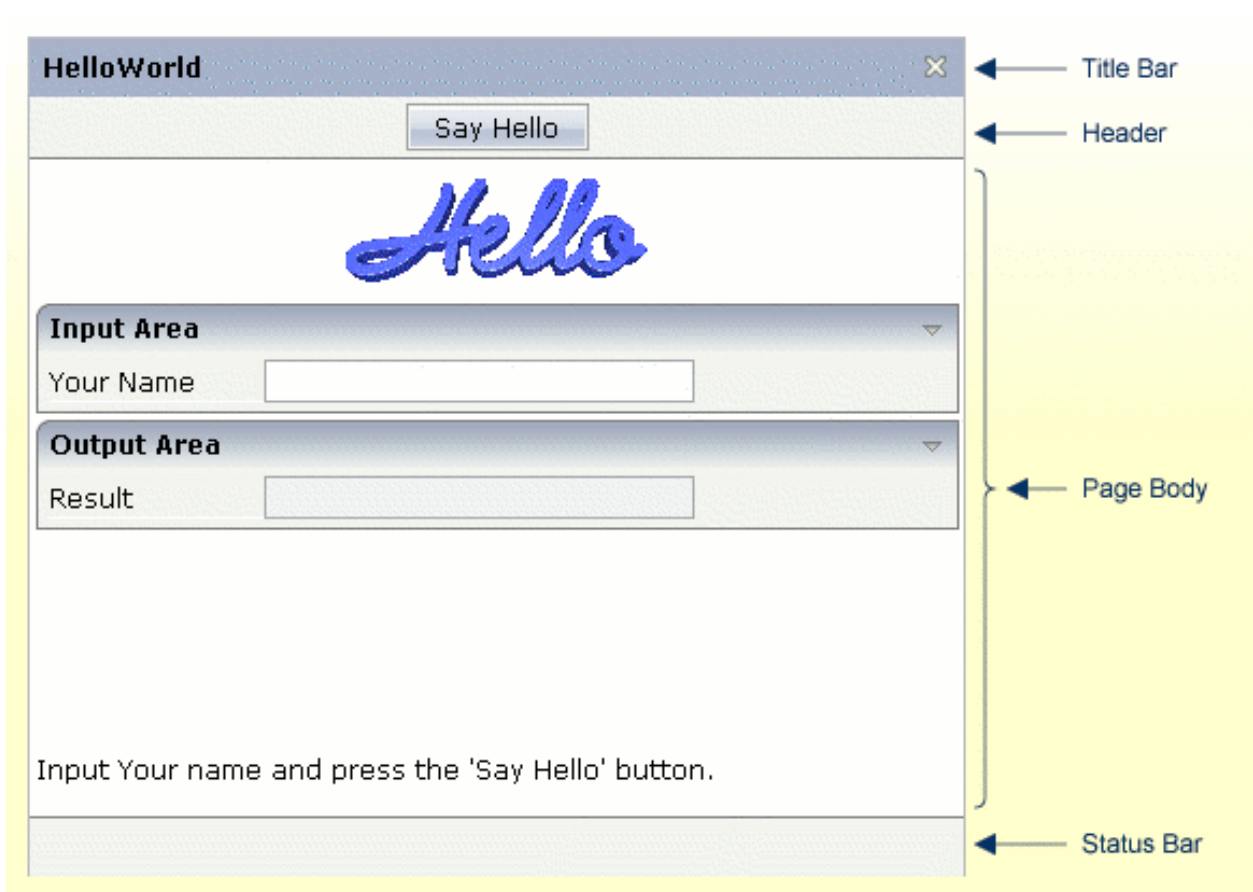 HelloWorld
Title Bar
Say Hello
Header
Hello
Input Area
Your Name
Output Area
Result
Page Body
Input Your name and press the 'Say Hello' button.
Status Bar